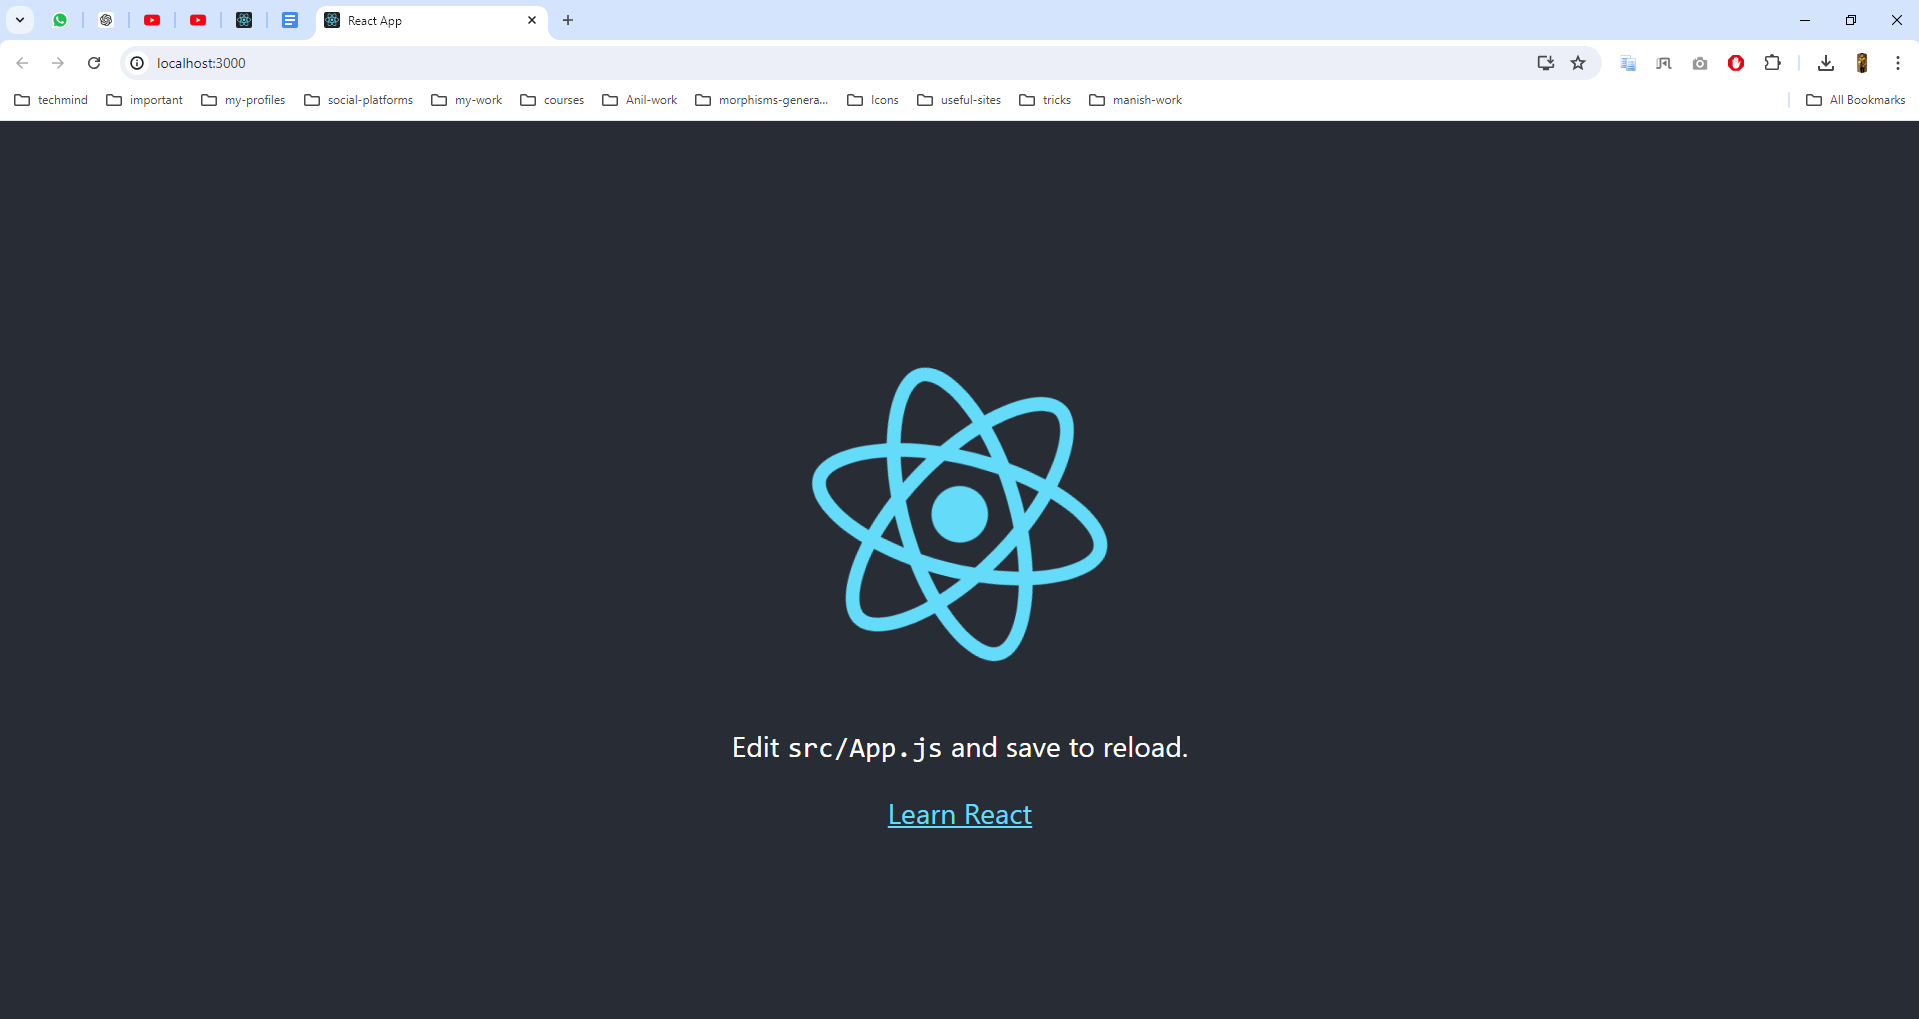 React App
localhost:3000
techmind important my-profiles social-platforms my-work courses Anil-work morphisms-genera... Icons useful-sites tricks manish-work All Bookmarks
Edit src/App.js and save to reload.
Learn React